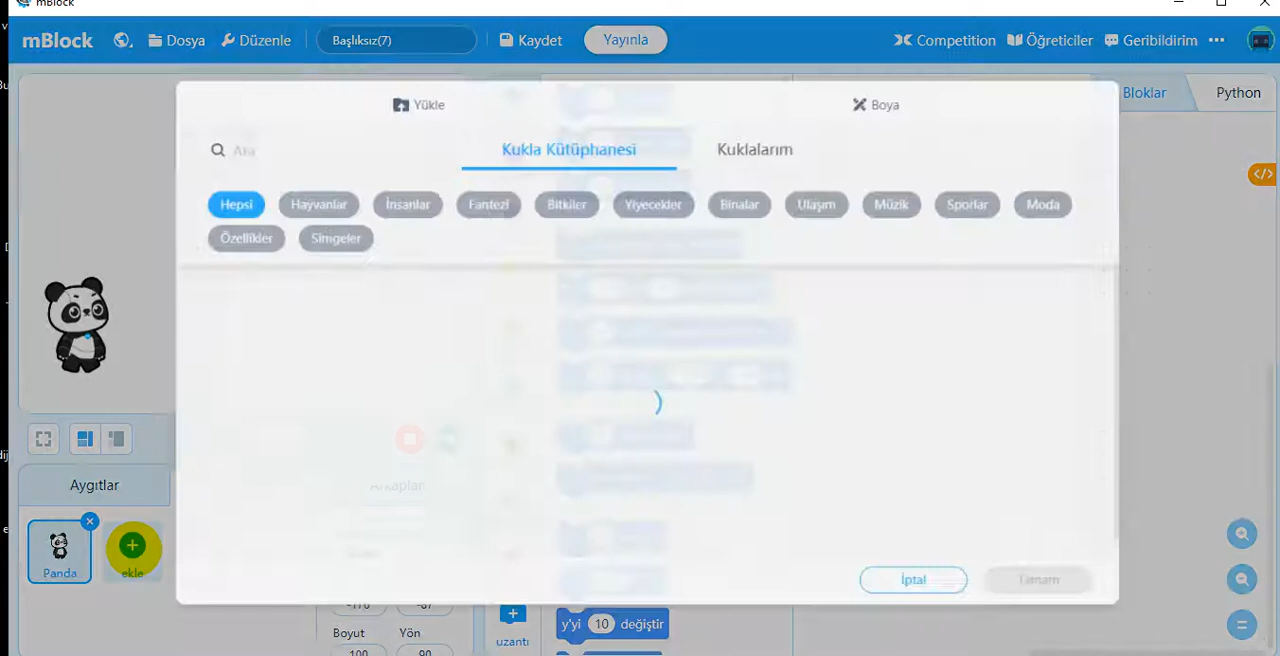 mBlock
mBlock Dosya Düzenle Başlıksız(7) Kaydet Yayınla Competition Öğreticiler Geribildirim
Bloklar Python
Yükle Boya
Ara Kukla Kütüphanesi Kuklalarım
Hepsi Hayvanlar İnsanlar Fantezi Bitkiler Yiyecekler Binalar Ulaşım Müzik Sporlar Moda
Özellikler Simgeler
Aygıtlar Arkaplan
Panda ekle
İptal Tamam
Boyut Yön
100 90
uzantı
y'yi 10 değiştir